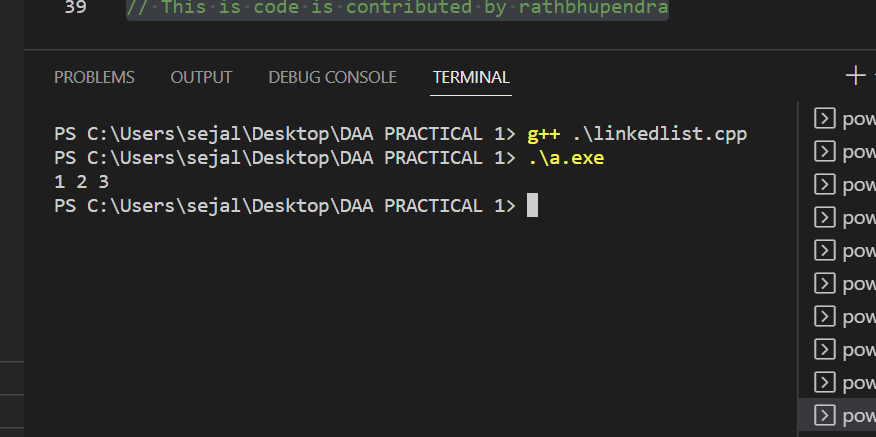 39 // This is code is contributed by rathbhupendra
PROBLEMS OUTPUT DEBUG CONSOLE TERMINAL
PS C:\Users\sejal\Desktop\DAA PRACTICAL 1> g++ .\linkedlist.cpp
PS C:\Users\sejal\Desktop\DAA PRACTICAL 1> .\a.exe
1 2 3
PS C:\Users\sejal\Desktop\DAA PRACTICAL 1>
pow
pow
pow
pow
pow
pow
pow
pow
pow
pow